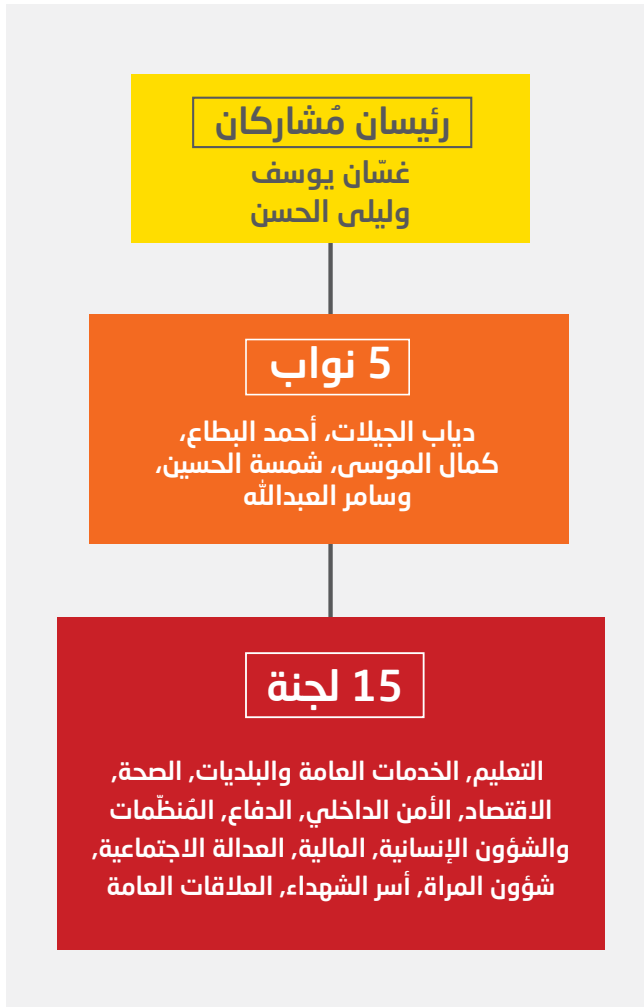 رئيسان مُشاركان
غسّان يوسف
وليلى الحسن
5 نواب
دياب الجيلات، أحمد البطاع،
كمال الموسى، شمسة الحسين،
وسامر العبدالله
15 لجنة
التعليم, الخدمات العامة والبلديات, الصحة,
الاقتصاد, الأمن الداخلي, الدفاع, المُنظّمات
والشؤون الإنسانية, المالية, العدالة الاجتماعية,
شؤون المراة, أسر الشهداء, العلاقات العامة